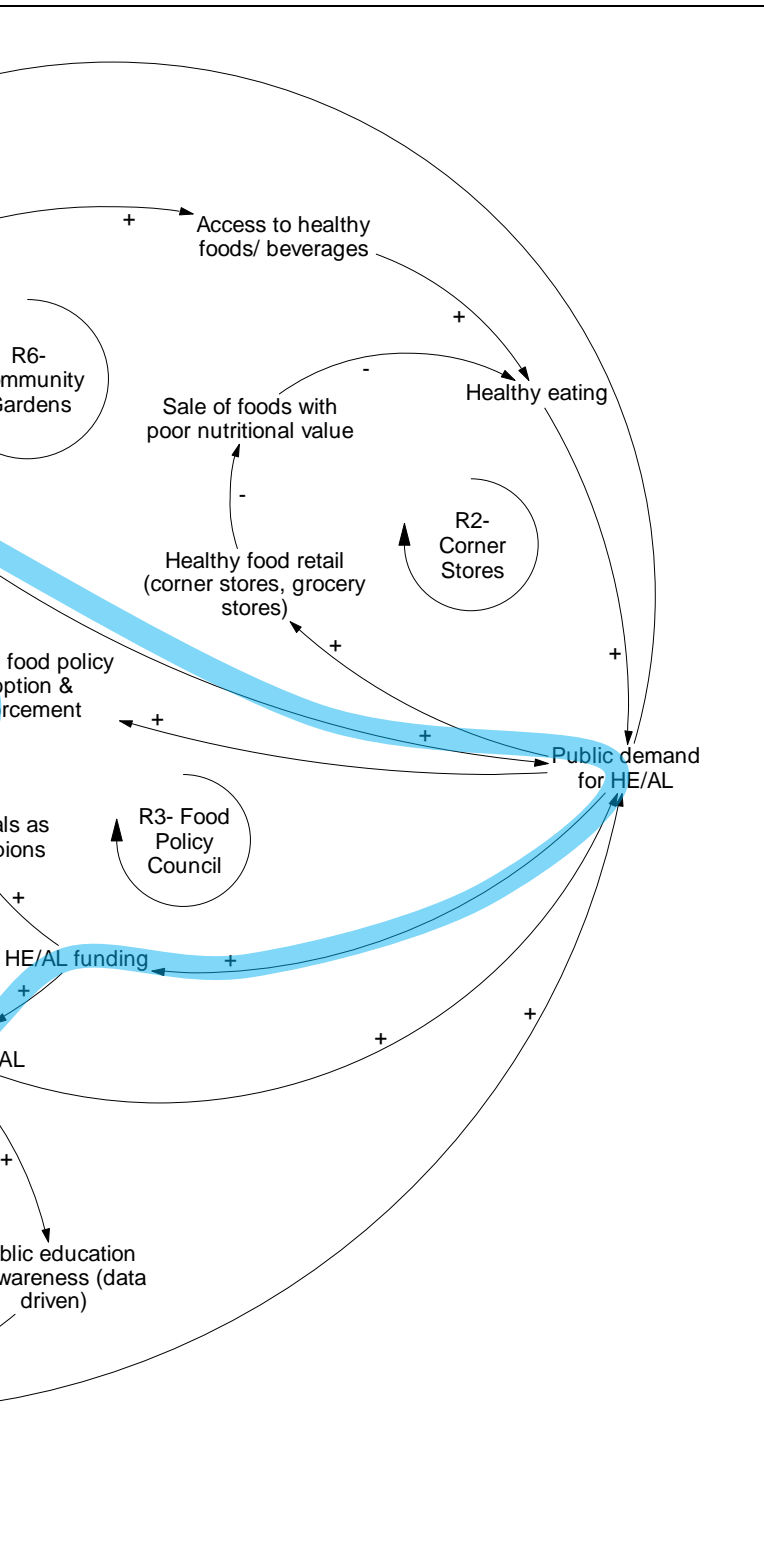 +
Access to healthy
foods/ beverages
+
R6-
mmunity
ardens
-
Healthy eating
Sale of foods with
poor nutritional value
-
R2-
Corner
Stores
Healthy food retail
(corner stores, grocery
stores)
+
+
food policy
ption &
rcement
+
+
Public demand
for HE/AL
R3- Food
Policy
Council
als as
ions
+
HE/AL funding
+
+
+
+
AL
+
blic education
wareness (data
driven)